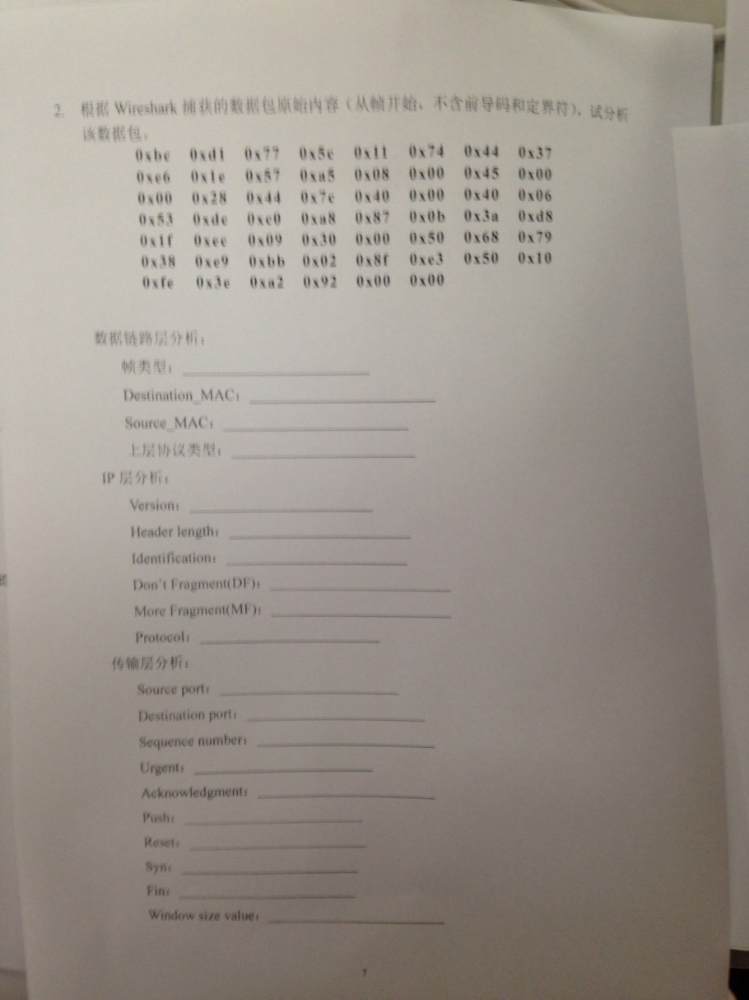 2. 根据 Wireshark 捕获的数据包原始内容（从帧开始、不含前导码和定界符）、试分析
该数据包。
0xbc 0xd1 0x77 0x5c 0x11 0x74 0x44 0x37
0xe6 0x1e 0x57 0xa5 0x08 0x00 0x45 0x00
0x00 0x28 0x44 0x7c 0x40 0x00 0x40 0x06
0x53 0xdc 0xc0 0xa8 0x87 0x0b 0x3a 0xd8
0x1f 0xec 0x09 0x30 0x00 0x50 0x68 0x79
0x38 0xe9 0xbb 0x02 0x8f 0xe3 0x50 0x10
0xfe 0x3e 0xa2 0x92 0x00 0x00
数据链路层分析：
帧类型：
Destination_MAC：
Source_MAC：
上层协议类型：
IP 层分析：
Version：
Header length：
Identification：
Don't Fragment(DF)：
More Fragment(MF)：
Protocol：
传输层分析：
Source port：
Destination port：
Sequence number：
Urgent：
Acknowledgment：
Push：
Reset：
Syn：
Fin：
Window size value：
7